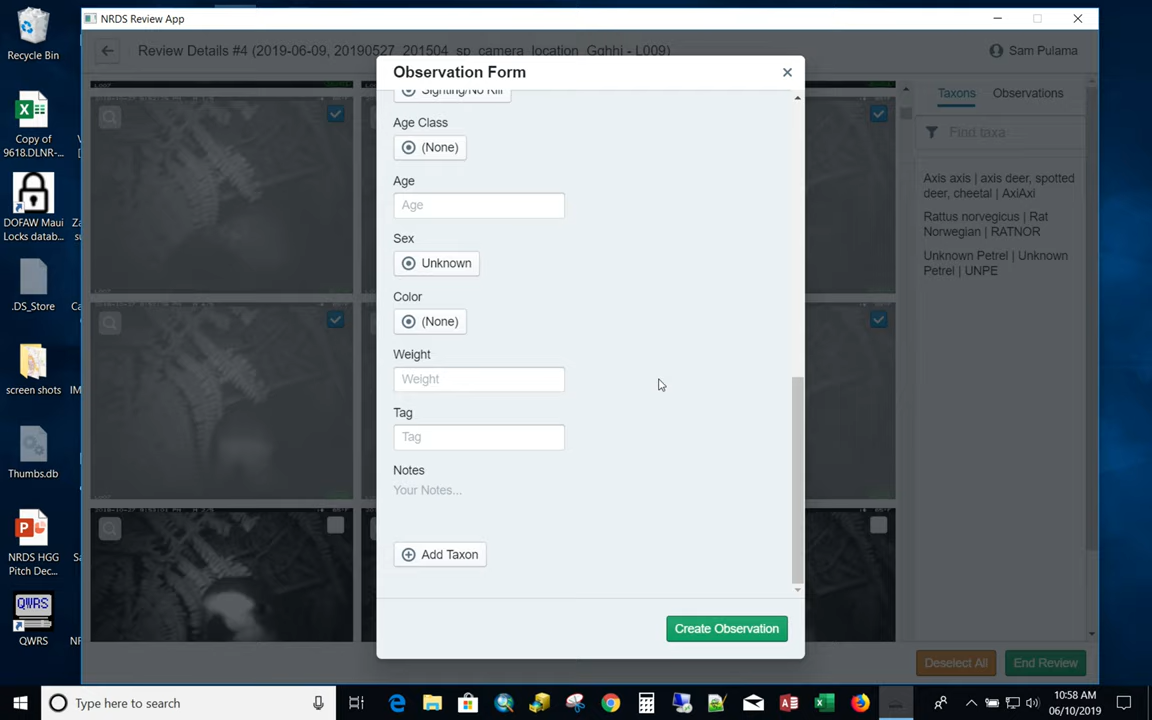 Recycle Bin
Copy of
9618.DLNR-...
DOFAW Maui
Locks datab...
.DS_Store
screen shots
Thumbs.db
NRDS HGG
Pitch Dec...
QWRS
QWRS
NRDS Review App
Review Details #4 (2019-06-09, 20190527_201504_sp_camera_location_Gghhi - L009)
Sam Pulama
Observation Form
Sighting/No Kill
Age Class
(None)
Age
Age
Sex
Unknown
Color
(None)
Weight
Weight
Tag
Tag
Notes
Your Notes...
Add Taxon
Create Observation
Taxons
Observations
Find taxa
Axis axis | axis deer, spotted
deer, cheetal | AxiAxi
Rattus norvegicus | Rat
Norwegian | RATNOR
Unknown Petrel | Unknown
Petrel | UNPE
Deselect All
End Review
Type here to search
10:58 AM
06/10/2019